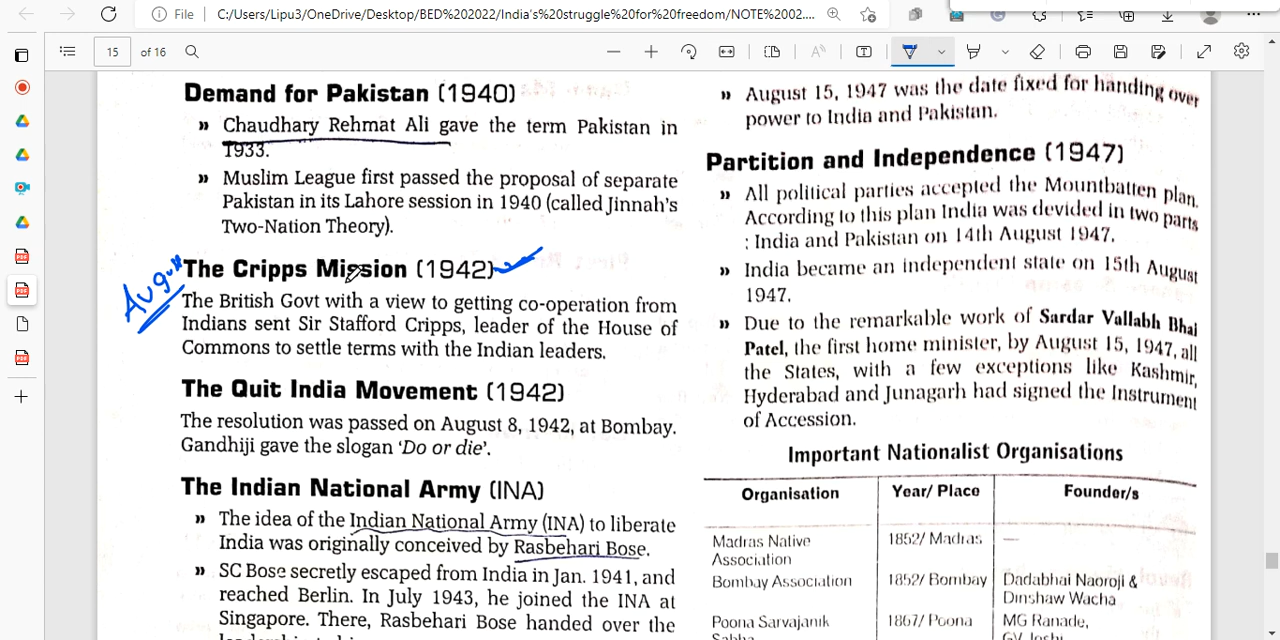 File
C:/Users/Lipu3/OneDrive/Desktop/BED%202022/India's%20struggle%20for%20freedom/NOTE%2002....
15 of 16
Demand for Pakistan (1940)
» Chaudhary Rehmat Ali gave the term Pakistan in
1933.
» Muslim League first passed the proposal of separate
Pakistan in its Lahore session in 1940 (called Jinnah's
Two-Nation Theory).
August
The Cripps Mission (1942)
The British Govt with a view to getting co-operation from
Indians sent Sir Stafford Cripps, leader of the House of
Commons to settle terms with the Indian leaders.
The Quit India Movement (1942)
The resolution was passed on August 8, 1942, at Bombay.
Gandhiji gave the slogan 'Do or die'.
The Indian National Army (INA)
» The idea of the Indian National Army (INA) to liberate
India was originally conceived by Rasbehari Bose.
» SC Bose secretly escaped from India in Jan. 1941, and
reached Berlin. In July 1943, he joined the INA at
Singapore. There, Rasbehari Bose handed over the
» August 15, 1947 was the date fixed for handing over
power to India and Pakistan.
Partition and Independence (1947)
» All political parties accepted the Mountbatten plan.
According to this plan India was devided in two parts
: India and Pakistan on 14th August 1947.
» India became an independent state on 15th August
1947.
» Due to the remarkable work of Sardar Vallabh Bhai
Patel, the first home minister, by August 15, 1947, all
the States, with a few exceptions like Kashmir,
Hyderabad and Junagarh had signed the Instrument
of Accession.
Important Nationalist Organisations
Organisation Year/ Place Founder/s
Madras Native 1852/ Madras —
Association
Bombay Association 1852/ Bombay Dadabhai Naoroji &
Dinshaw Wacha
Poona Sarvajanik 1867/ Poona MG Ranade,